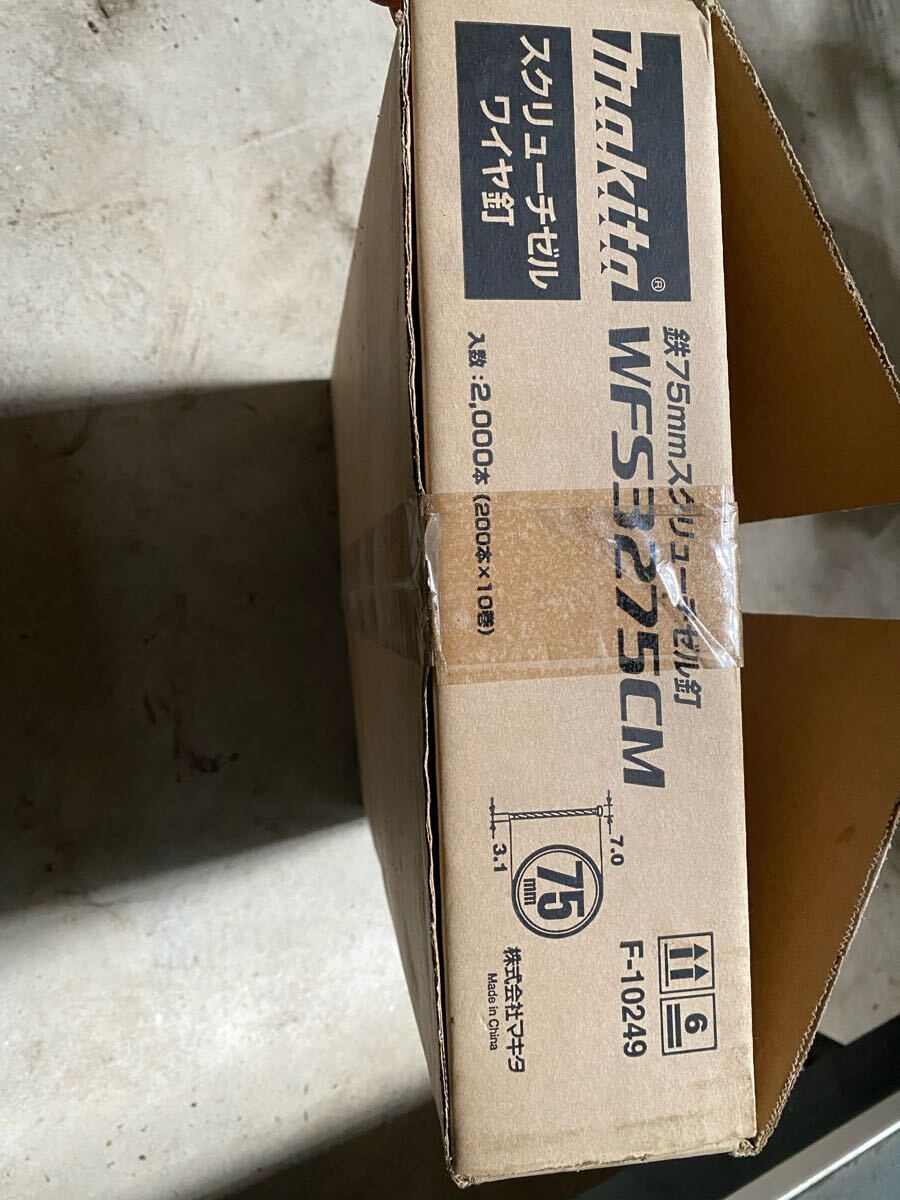 makita®
スクリューチゼル
ワイヤ釘
鉄75mmスクリューチゼル釘
WFS3275CM
入数：2,000本（200本×10巻）
7.0
3.1
75
mm
6
F-10249
株式会社マキタ
Made in China